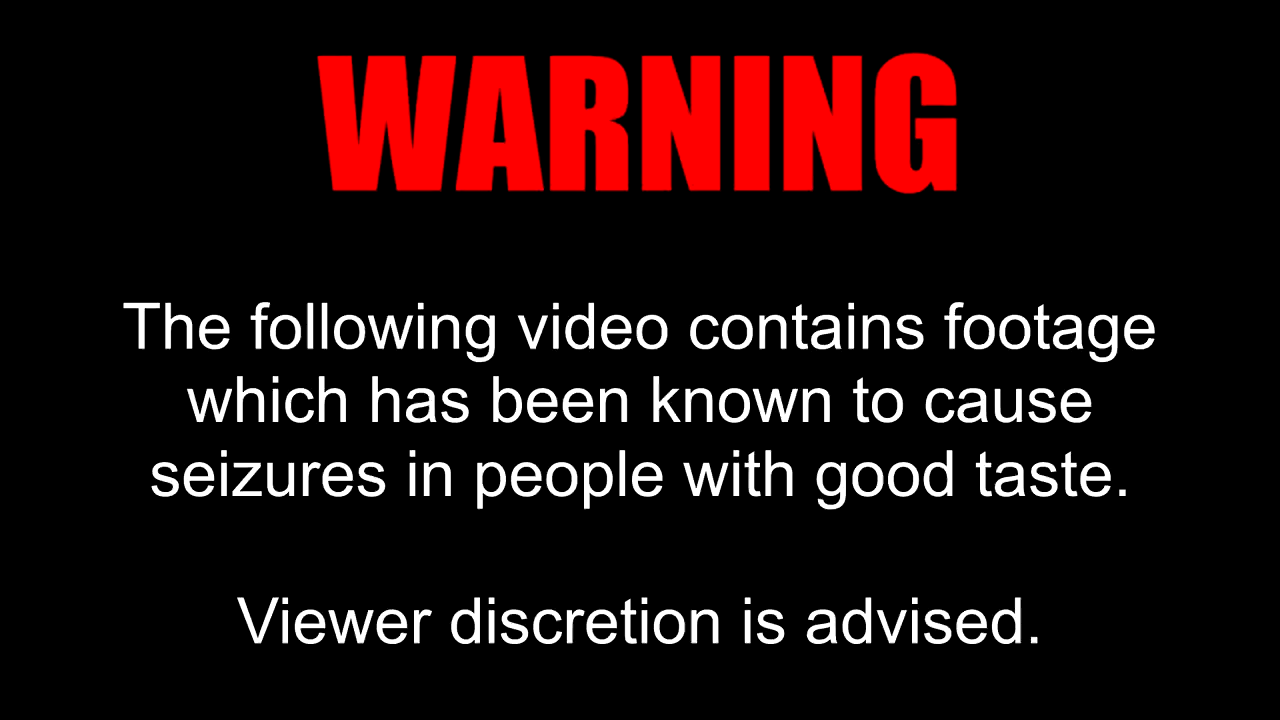 WARNING
The following video contains footage
which has been known to cause
seizures in people with good taste.
Viewer discretion is advised.